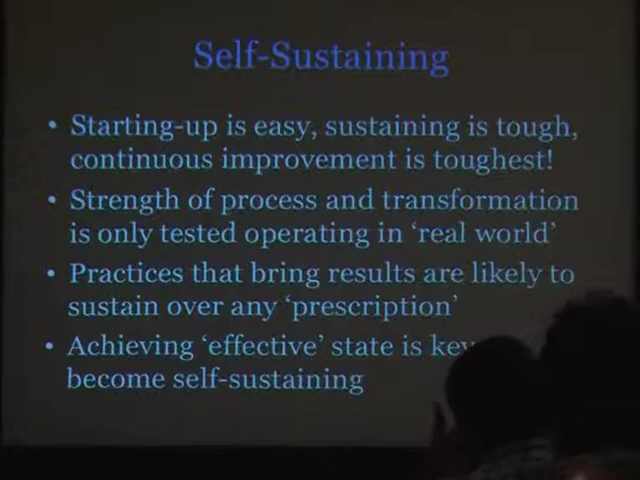 Self-Sustaining
• Starting-up is easy, sustaining is tough,
continuous improvement is toughest!
• Strength of process and transformation
is only tested operating in ‘real world’
• Practices that bring results are likely to
sustain over any ‘prescription’
• Achieving ‘effective’ state is key
become self-sustaining